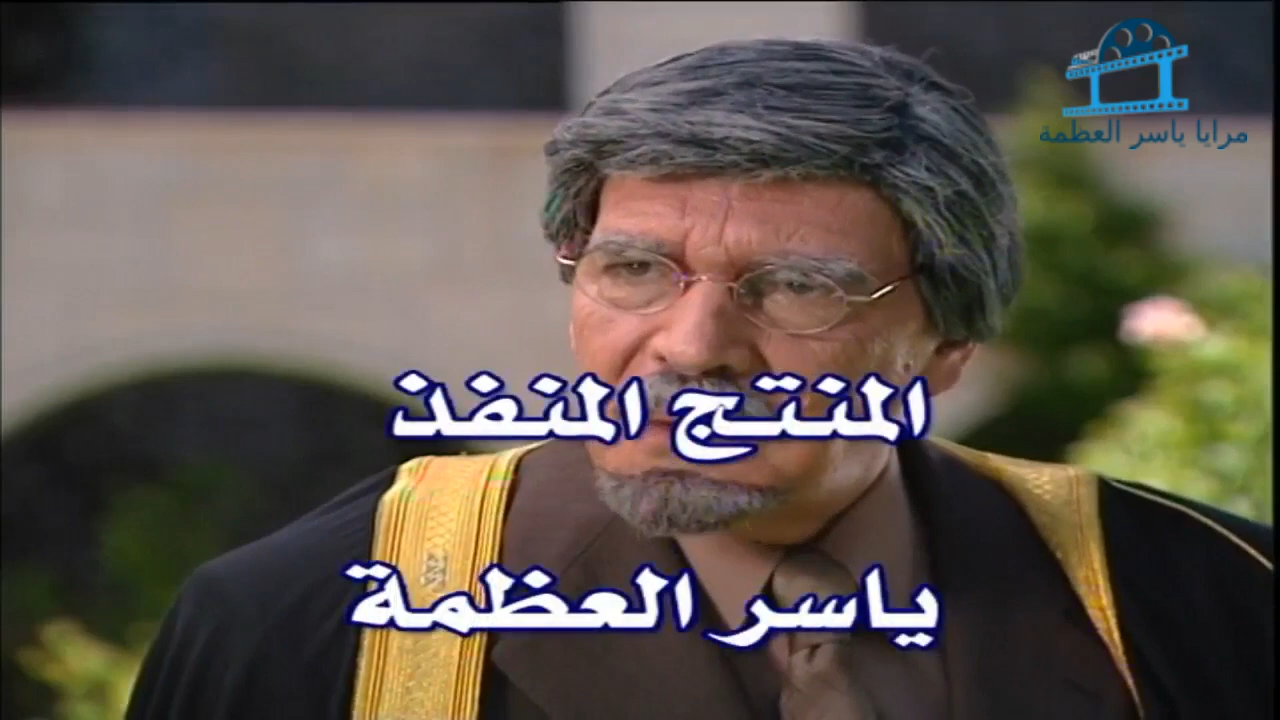 مرايا ياسر العظمة
المنتج المنفذ
ياسر العظمة